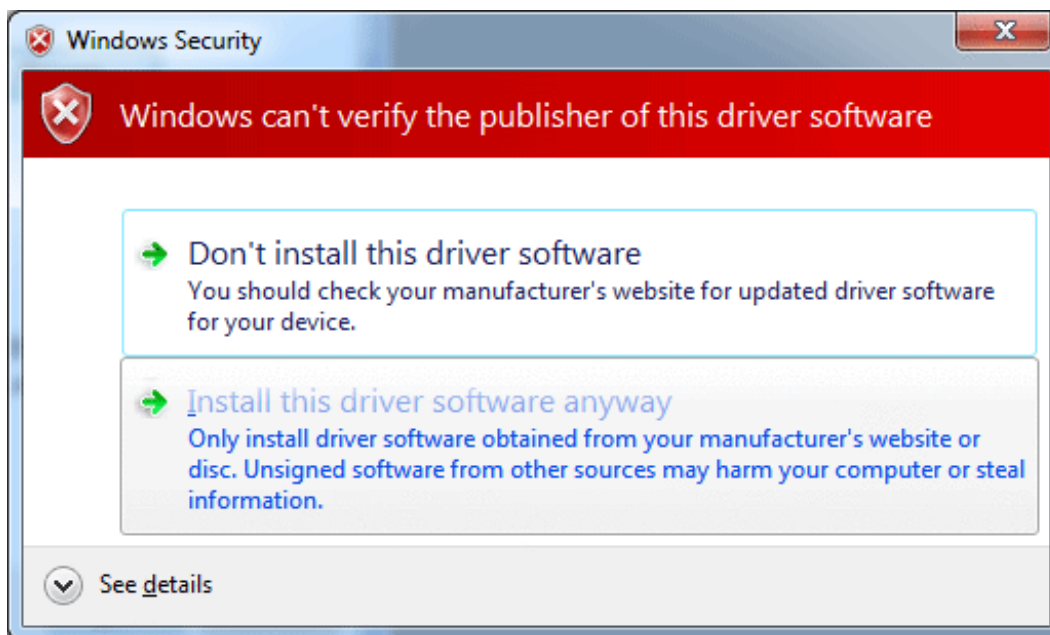 Windows Security
Windows can't verify the publisher of this driver software
Don't install this driver software
You should check your manufacturer's website for updated driver software
for your device.
Install this driver software anyway
Only install driver software obtained from your manufacturer's website or
disc. Unsigned software from other sources may harm your computer or steal
information.
See details